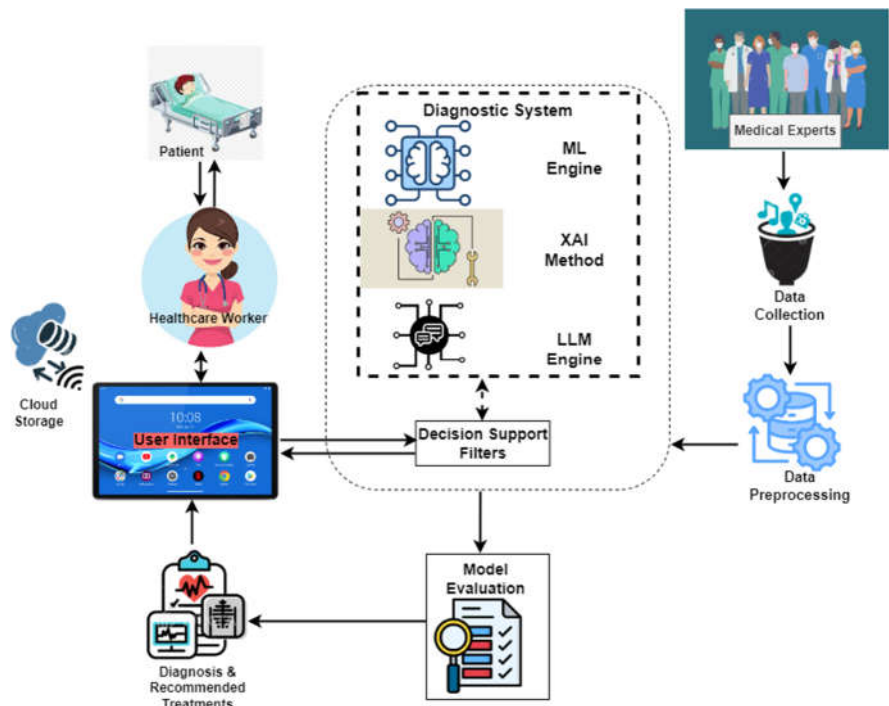 Patient
Healthcare Worker
Cloud
Storage
10:08
User Interface
Diagnostic System
ML
Engine
XAI
Method
LLM
Engine
Decision Support
Filters
Medical Experts
Data
Collection
Data
Preprocessing
Model
Evaluation
Diagnosis &
Recommended
Treatments